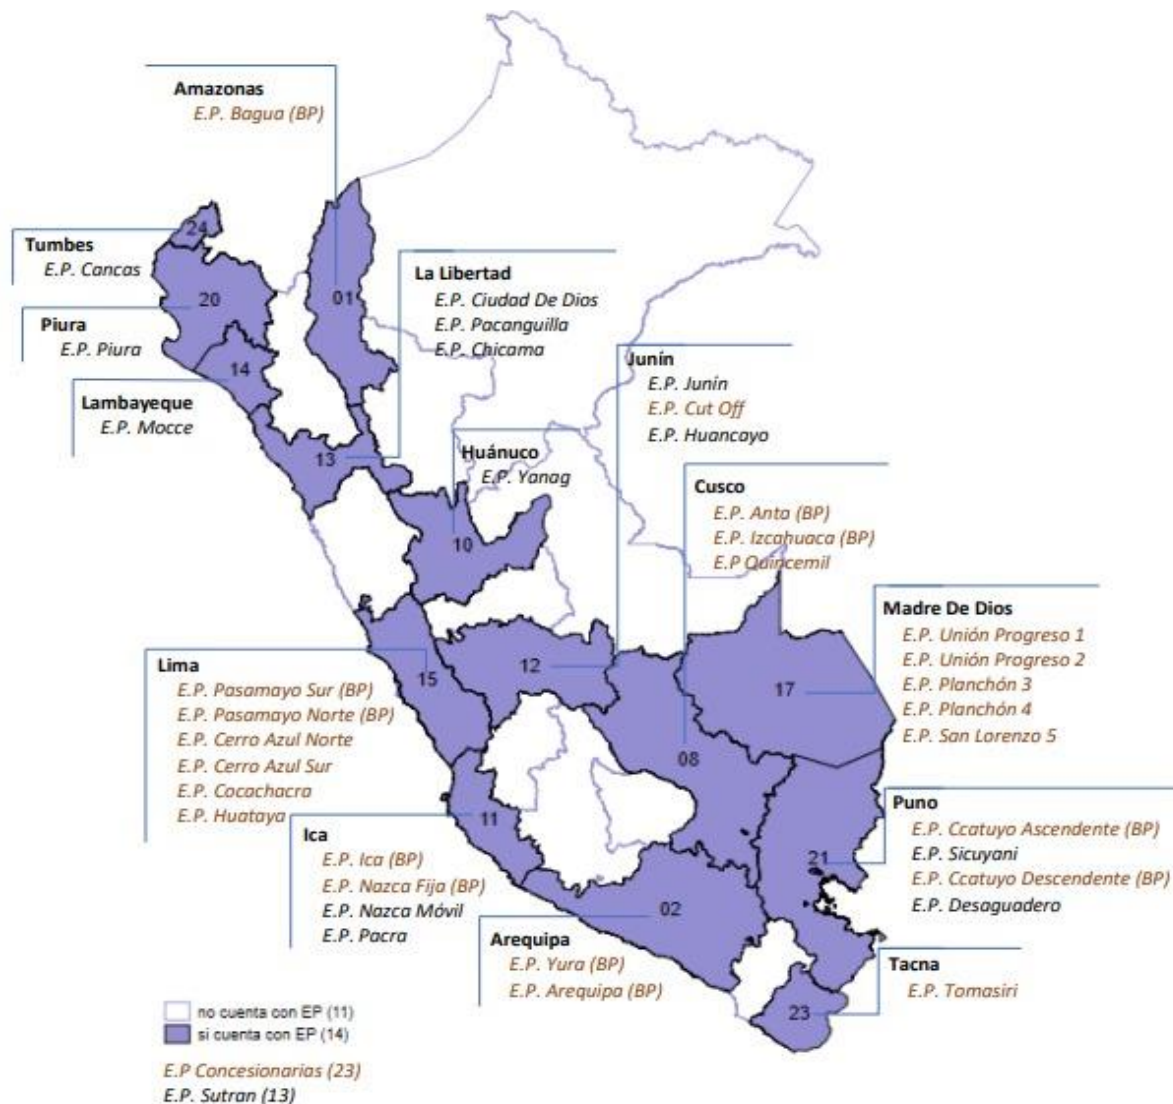 Amazonas
E.P. Bagua (BP)
24
Tumbes
E.P. Cancas
20
01
Piura
E.P. Piura
14
Lambayeque
E.P. Mocce
La Libertad
E.P. Ciudad De Dios
E.P. Pacanguilla
E.P. Chicama
13
Junín
E.P. Junín
E.P. Cut Off
E.P. Huancayo
Huánuco
E.P. Yanag
10
Cusco
E.P. Anta (BP)
E.P. Izcahuaca (BP)
E.P Quincemil
Madre De Dios
E.P. Unión Progreso 1
E.P. Unión Progreso 2
E.P. Planchón 3
E.P. Planchón 4
E.P. San Lorenzo 5
12
17
15
08
Lima
E.P. Pasamayo Sur (BP)
E.P. Pasamayo Norte (BP)
E.P. Cerro Azul Norte
E.P. Cerro Azul Sur
E.P. Cocachacra
E.P. Huataya
11
Ica
E.P. Ica (BP)
E.P. Nazca Fija (BP)
E.P. Nazca Móvil
E.P. Pacra
Puno
E.P. Ccatuyo Ascendente (BP)
E.P. Sicuyani
E.P. Ccatuyo Descendente (BP)
E.P. Desaguadero
21
02
Arequipa
E.P. Yura (BP)
E.P. Arequipa (BP)
Tacna
E.P. Tomasiri
23
no cuenta con EP (11)
si cuenta con EP (14)
E.P Concesionarias (23)
E.P. Sutran (13)